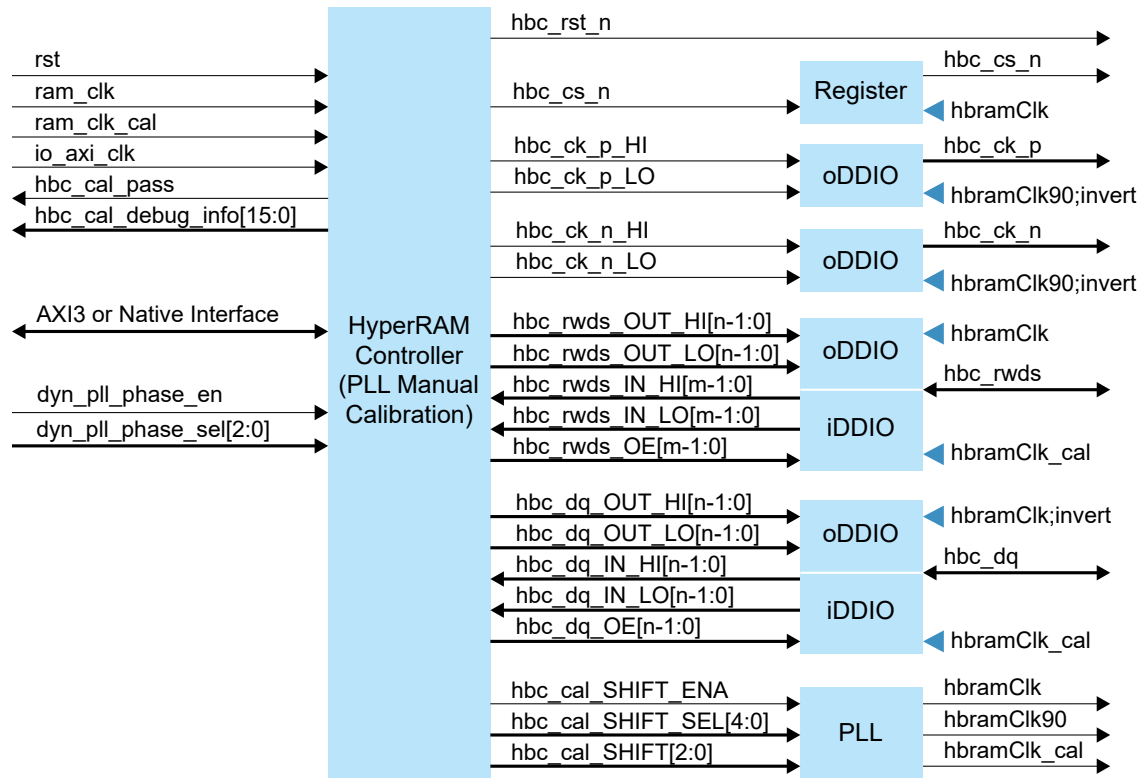 rst
ram_clk
ram_clk_cal
io_axi_clk
hbc_cal_pass
hbc_cal_debug_info[15:0]
AXI3 or Native Interface
dyn_pll_phase_en
dyn_pll_phase_sel[2:0]
HyperRAM
Controller
(PLL Manual
Calibration)
hbc_rst_n
hbc_cs_n
hbc_ck_p_HI
hbc_ck_p_LO
hbc_ck_n_HI
hbc_ck_n_LO
hbc_rwds_OUT_HI[n-1:0]
hbc_rwds_OUT_LO[n-1:0]
hbc_rwds_IN_HI[m-1:0]
hbc_rwds_IN_LO[m-1:0]
hbc_rwds_OE[m-1:0]
hbc_dq_OUT_HI[n-1:0]
hbc_dq_OUT_LO[n-1:0]
hbc_dq_IN_HI[n-1:0]
hbc_dq_IN_LO[n-1:0]
hbc_dq_OE[n-1:0]
hbc_cal_SHIFT_ENA
hbc_cal_SHIFT_SEL[4:0]
hbc_cal_SHIFT[2:0]
Register
oDDIO
oDDIO
oDDIO
iDDIO
oDDIO
iDDIO
PLL
hbc_cs_n
hbramClk
hbc_ck_p
hbramClk90;invert
hbc_ck_n
hbramClk90;invert
hbramClk
hbc_rwds
hbramClk_cal
hbramClk;invert
hbc_dq
hbramClk_cal
hbramClk
hbramClk90
hbramClk_cal